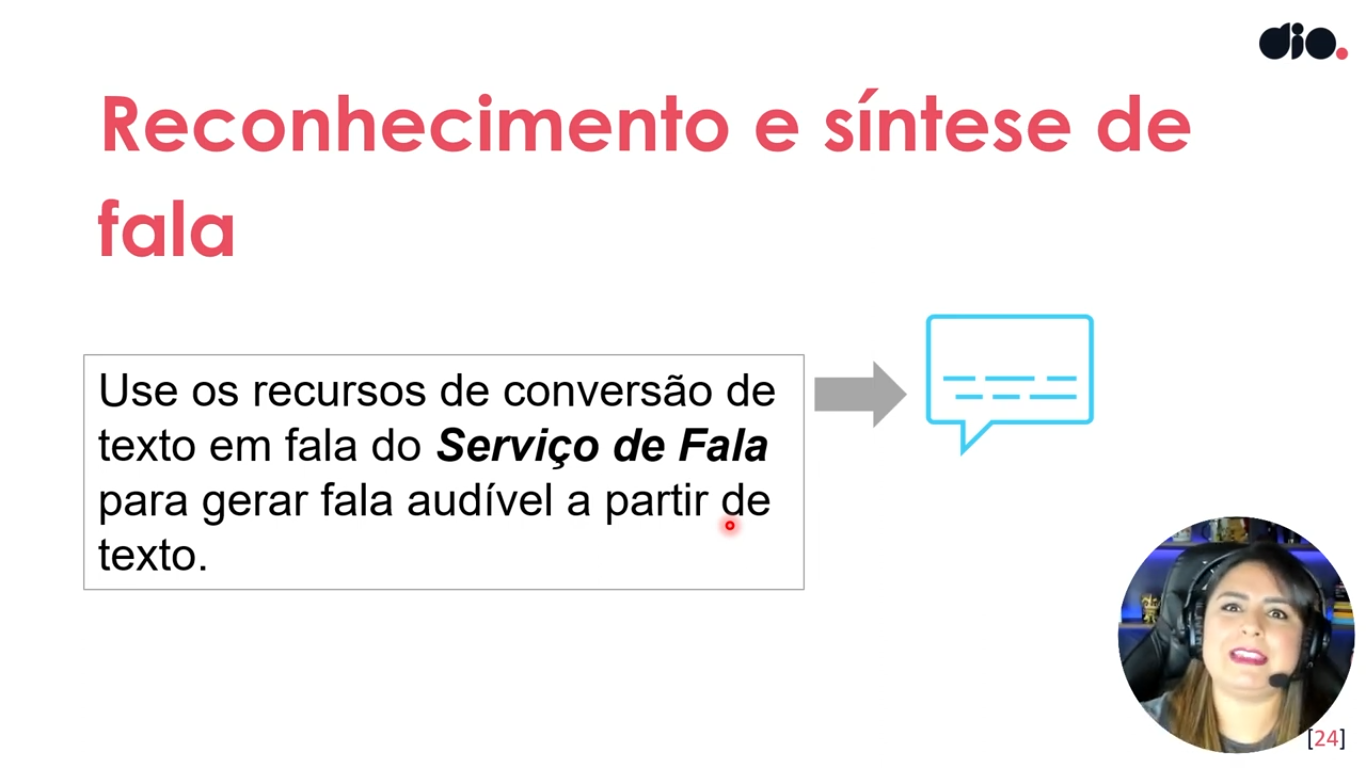 dio.
Reconhecimento e síntese de
fala
Use os recursos de conversão de
texto em fala do Serviço de Fala
para gerar fala audível a partir de
texto.
[24]